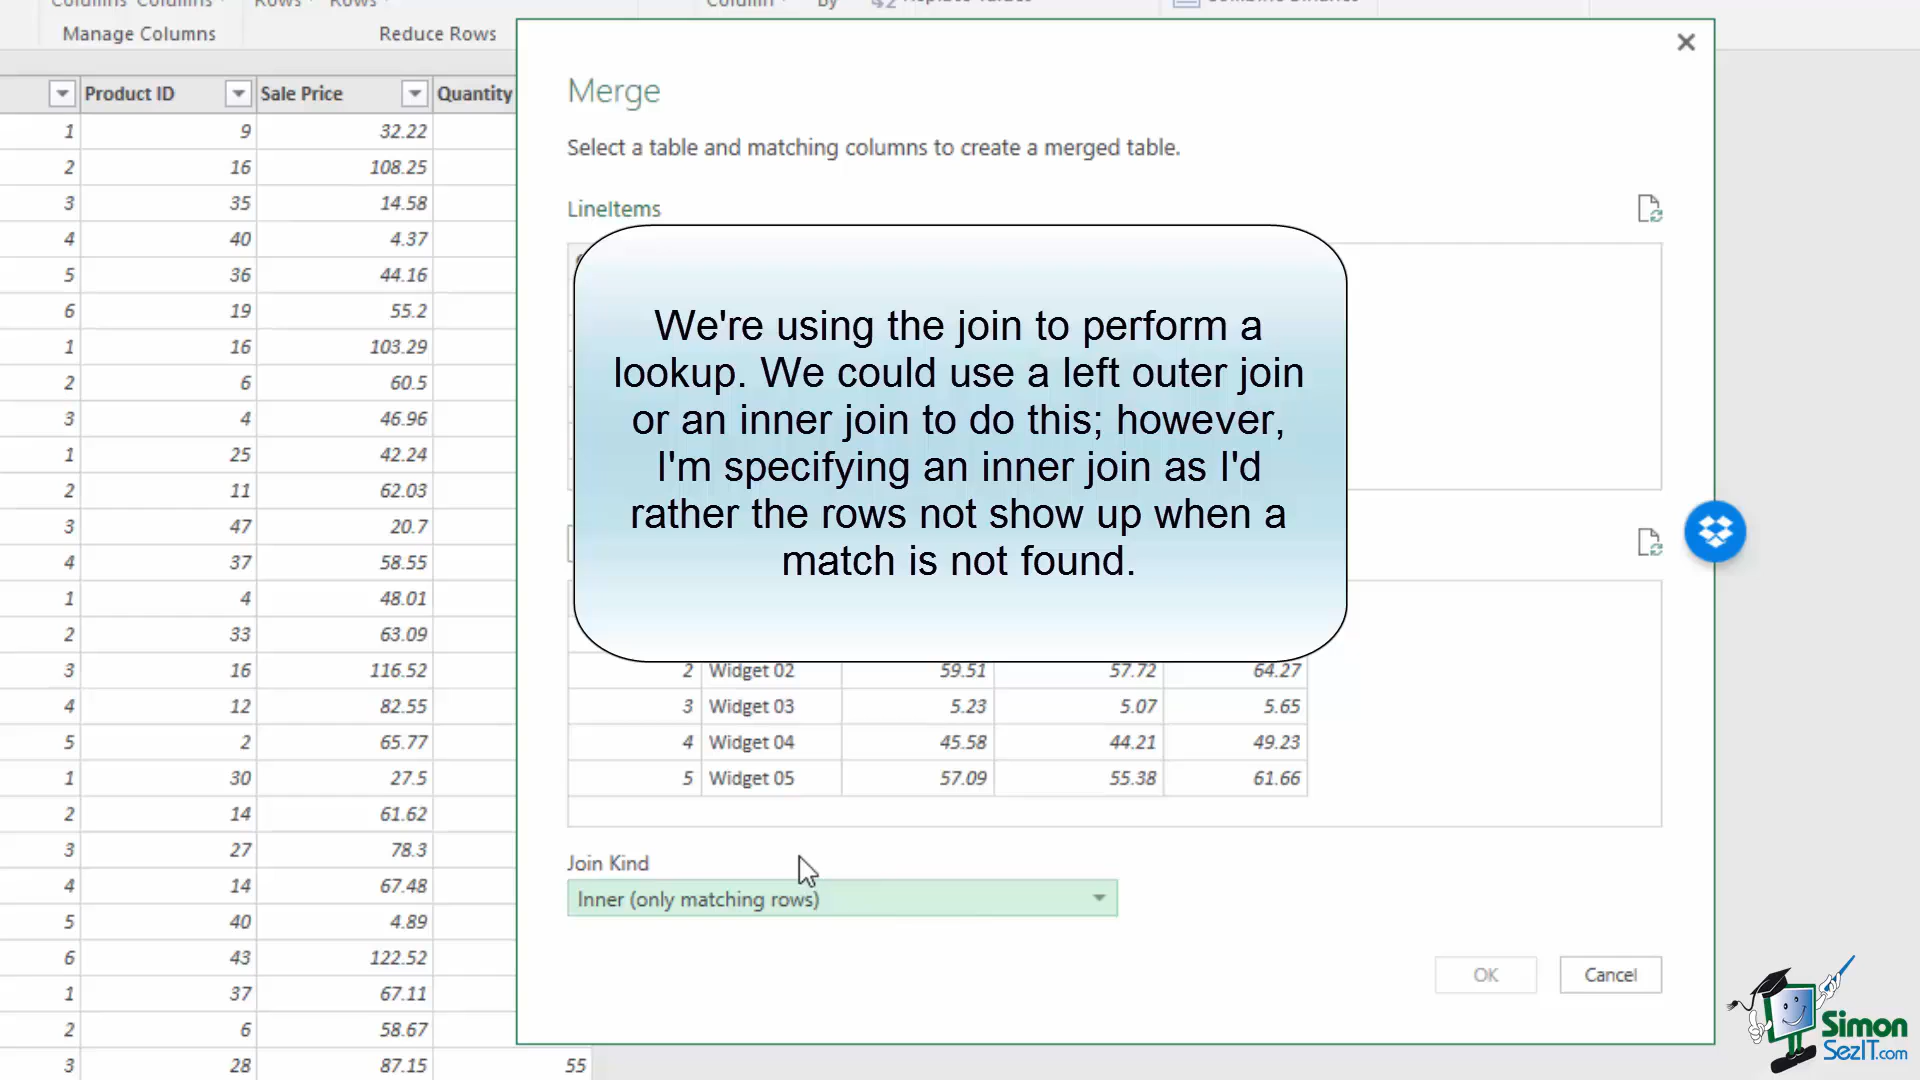 Columns Columns Rows Rows Column By Replace Values Combine Binaries
Manage Columns Reduce Rows
Product ID Sale Price Quantity
1 9 32.22
2 16 108.25
3 35 14.58
4 40 4.37
5 36 44.16
6 19 55.2
1 16 103.29
2 6 60.5
3 4 46.96
1 25 42.24
2 11 62.03
3 47 20.7
4 37 58.55
1 4 48.01
2 33 63.09
3 16 116.52
4 12 82.55
5 2 65.77
1 30 27.5
2 14 61.62
3 27 78.3
4 14 67.48
5 40 4.89
6 43 122.52
1 37 67.11
2 6 58.67
3 28 87.15 55
Merge
Select a table and matching columns to create a merged table.
LineItems
We're using the join to perform a
lookup. We could use a left outer join
or an inner join to do this; however,
I'm specifying an inner join as I'd
rather the rows not show up when a
match is not found.
2 Widget 02 59.51 57.72 64.27
3 Widget 03 5.23 5.07 5.65
4 Widget 04 45.58 44.21 49.23
5 Widget 05 57.09 55.38 61.66
Join Kind
Inner (only matching rows)
OK Cancel
Simon
SezIT.com